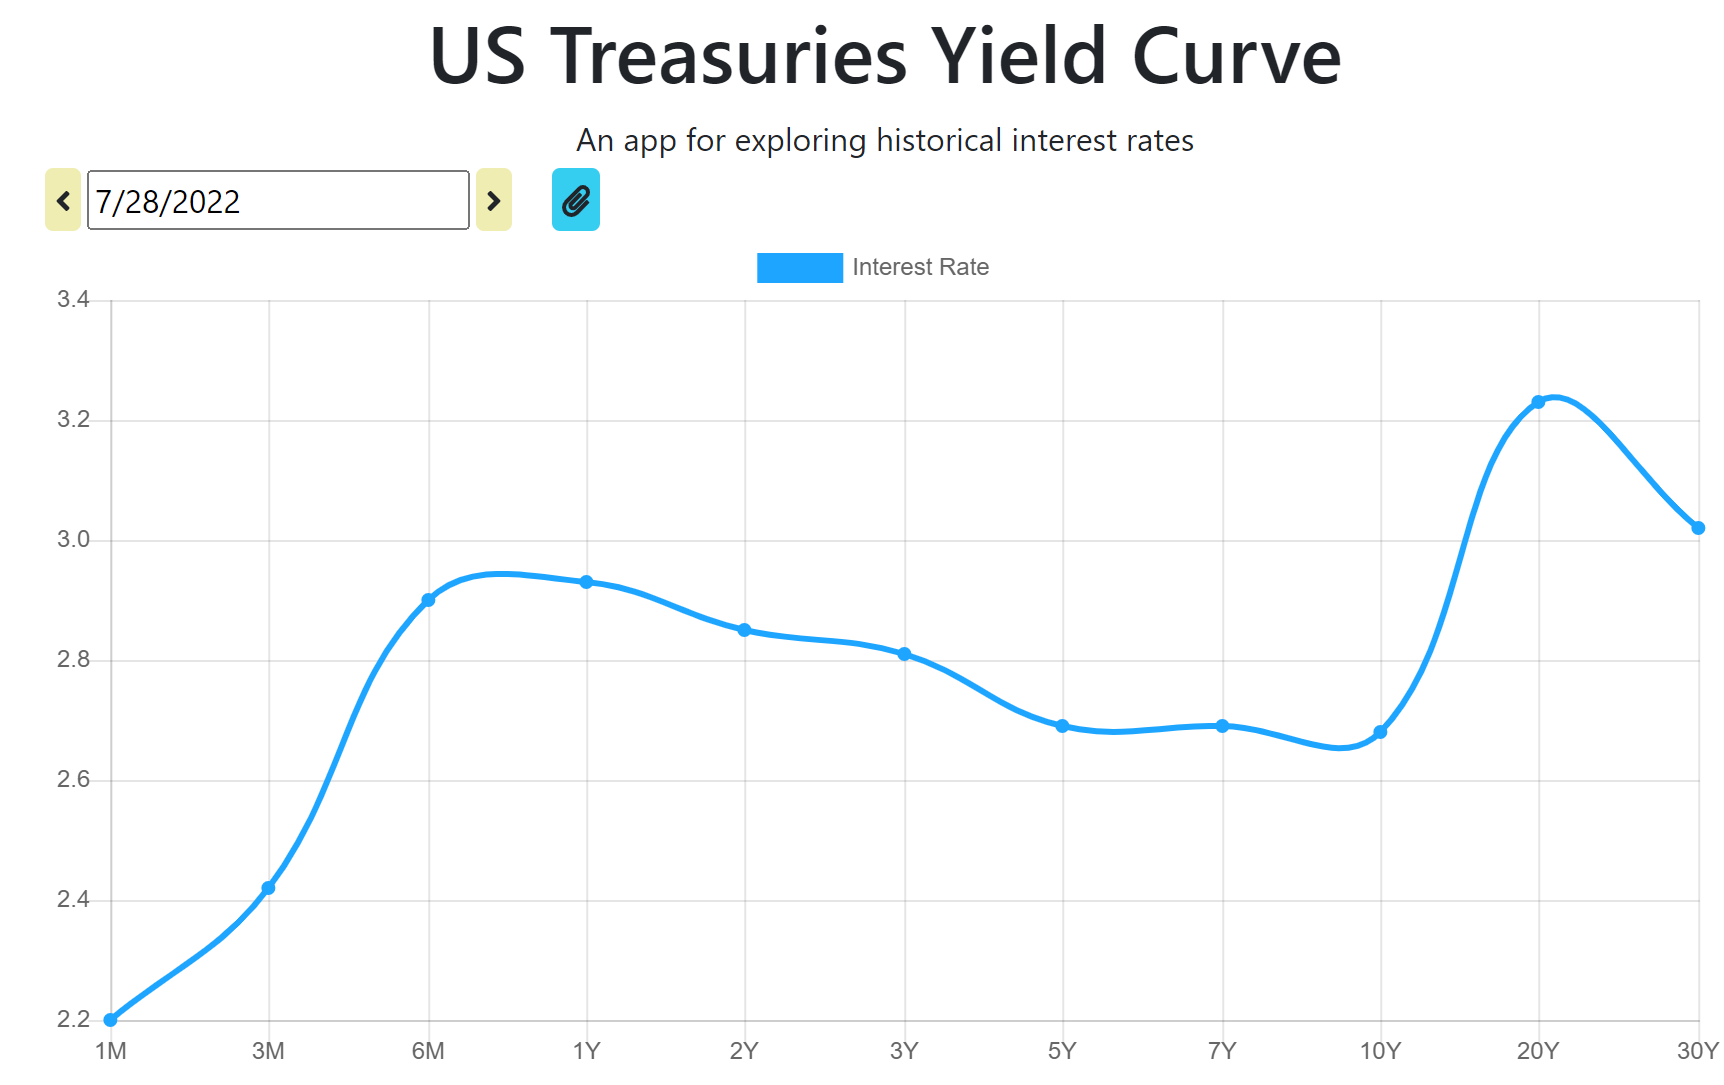 US Treasuries Yield Curve
An app for exploring historical interest rates
7/28/2022
Interest Rate
3.4
3.2
3.0
2.8
2.6
2.4
2.2
1M 3M 6M 1Y 2Y 3Y 5Y 7Y 10Y 20Y 30Y